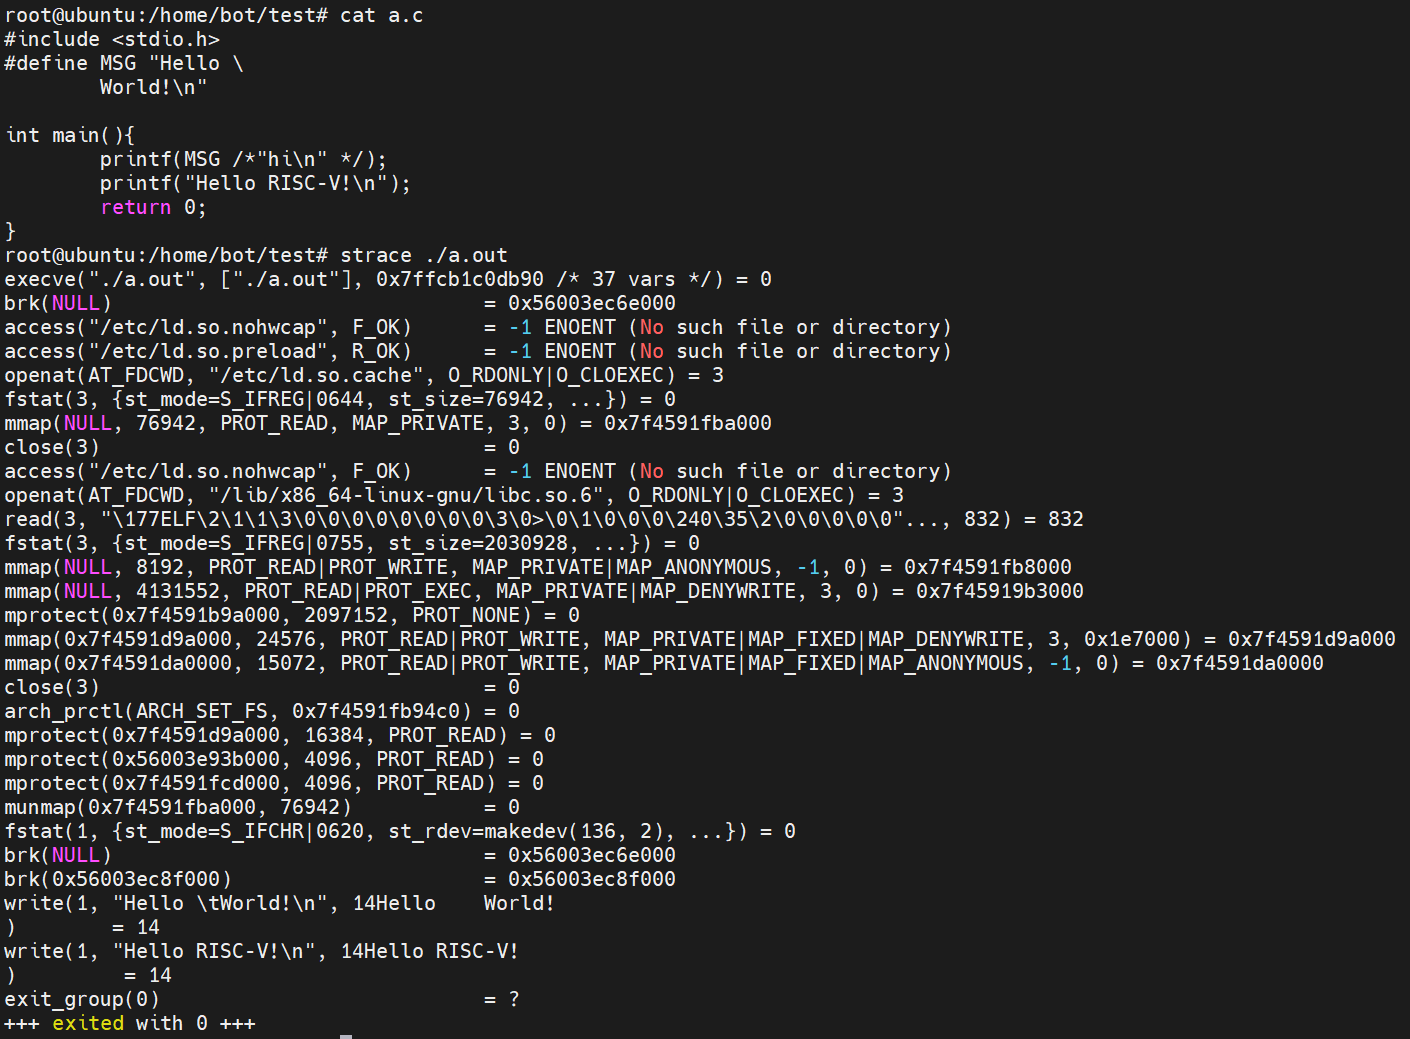 root@ubuntu:/home/bot/test# cat a.c
#include <stdio.h>
#define MSG "Hello \
        World!\n"

int main(){
        printf(MSG /*"hi\n" */);
        printf("Hello RISC-V!\n");
        return 0;
}
root@ubuntu:/home/bot/test# strace ./a.out
execve("./a.out", ["./a.out"], 0x7ffcb1c0db90 /* 37 vars */) = 0
brk(NULL)                               = 0x56003ec6e000
access("/etc/ld.so.nohwcap", F_OK)      = -1 ENOENT (No such file or directory)
access("/etc/ld.so.preload", R_OK)      = -1 ENOENT (No such file or directory)
openat(AT_FDCWD, "/etc/ld.so.cache", O_RDONLY|O_CLOEXEC) = 3
fstat(3, {st_mode=S_IFREG|0644, st_size=76942, ...}) = 0
mmap(NULL, 76942, PROT_READ, MAP_PRIVATE, 3, 0) = 0x7f4591fba000
close(3)                                = 0
access("/etc/ld.so.nohwcap", F_OK)      = -1 ENOENT (No such file or directory)
openat(AT_FDCWD, "/lib/x86_64-linux-gnu/libc.so.6", O_RDONLY|O_CLOEXEC) = 3
read(3, "\177ELF\2\1\1\3\0\0\0\0\0\0\0\0\3\0>\0\1\0\0\0\240\35\2\0\0\0\0\0"..., 832) = 832
fstat(3, {st_mode=S_IFREG|0755, st_size=2030928, ...}) = 0
mmap(NULL, 8192, PROT_READ|PROT_WRITE, MAP_PRIVATE|MAP_ANONYMOUS, -1, 0) = 0x7f4591fb8000
mmap(NULL, 4131552, PROT_READ|PROT_EXEC, MAP_PRIVATE|MAP_DENYWRITE, 3, 0) = 0x7f45919b3000
mprotect(0x7f4591b9a000, 2097152, PROT_NONE) = 0
mmap(0x7f4591d9a000, 24576, PROT_READ|PROT_WRITE, MAP_PRIVATE|MAP_FIXED|MAP_DENYWRITE, 3, 0x1e7000) = 0x7f4591d9a000
mmap(0x7f4591da0000, 15072, PROT_READ|PROT_WRITE, MAP_PRIVATE|MAP_FIXED|MAP_ANONYMOUS, -1, 0) = 0x7f4591da0000
close(3)                                = 0
arch_prctl(ARCH_SET_FS, 0x7f4591fb94c0) = 0
mprotect(0x7f4591d9a000, 16384, PROT_READ) = 0
mprotect(0x56003e93b000, 4096, PROT_READ) = 0
mprotect(0x7f4591fcd000, 4096, PROT_READ) = 0
munmap(0x7f4591fba000, 76942)           = 0
fstat(1, {st_mode=S_IFCHR|0620, st_rdev=makedev(136, 2), ...}) = 0
brk(NULL)                               = 0x56003ec6e000
brk(0x56003ec8f000)                     = 0x56003ec8f000
write(1, "Hello \tWorld!\n", 14Hello    World!
)        = 14
write(1, "Hello RISC-V!\n", 14Hello RISC-V!
)         = 14
exit_group(0)                           = ?
+++ exited with 0 +++